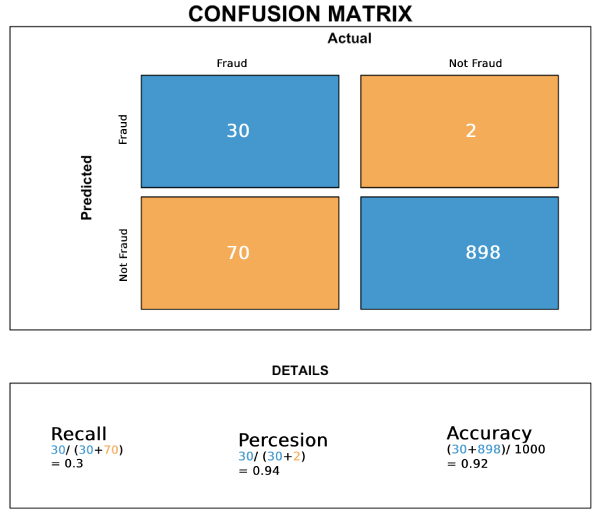 CONFUSION MATRIX
Actual
Fraud
Not Fraud
Predicted
Fraud
30
2
Not Fraud
70
898
DETAILS
Recall
30/ (30+70)
= 0.3
Percesion
30/ (30+2)
= 0.94
Accuracy
(30+898)/ 1000
= 0.92